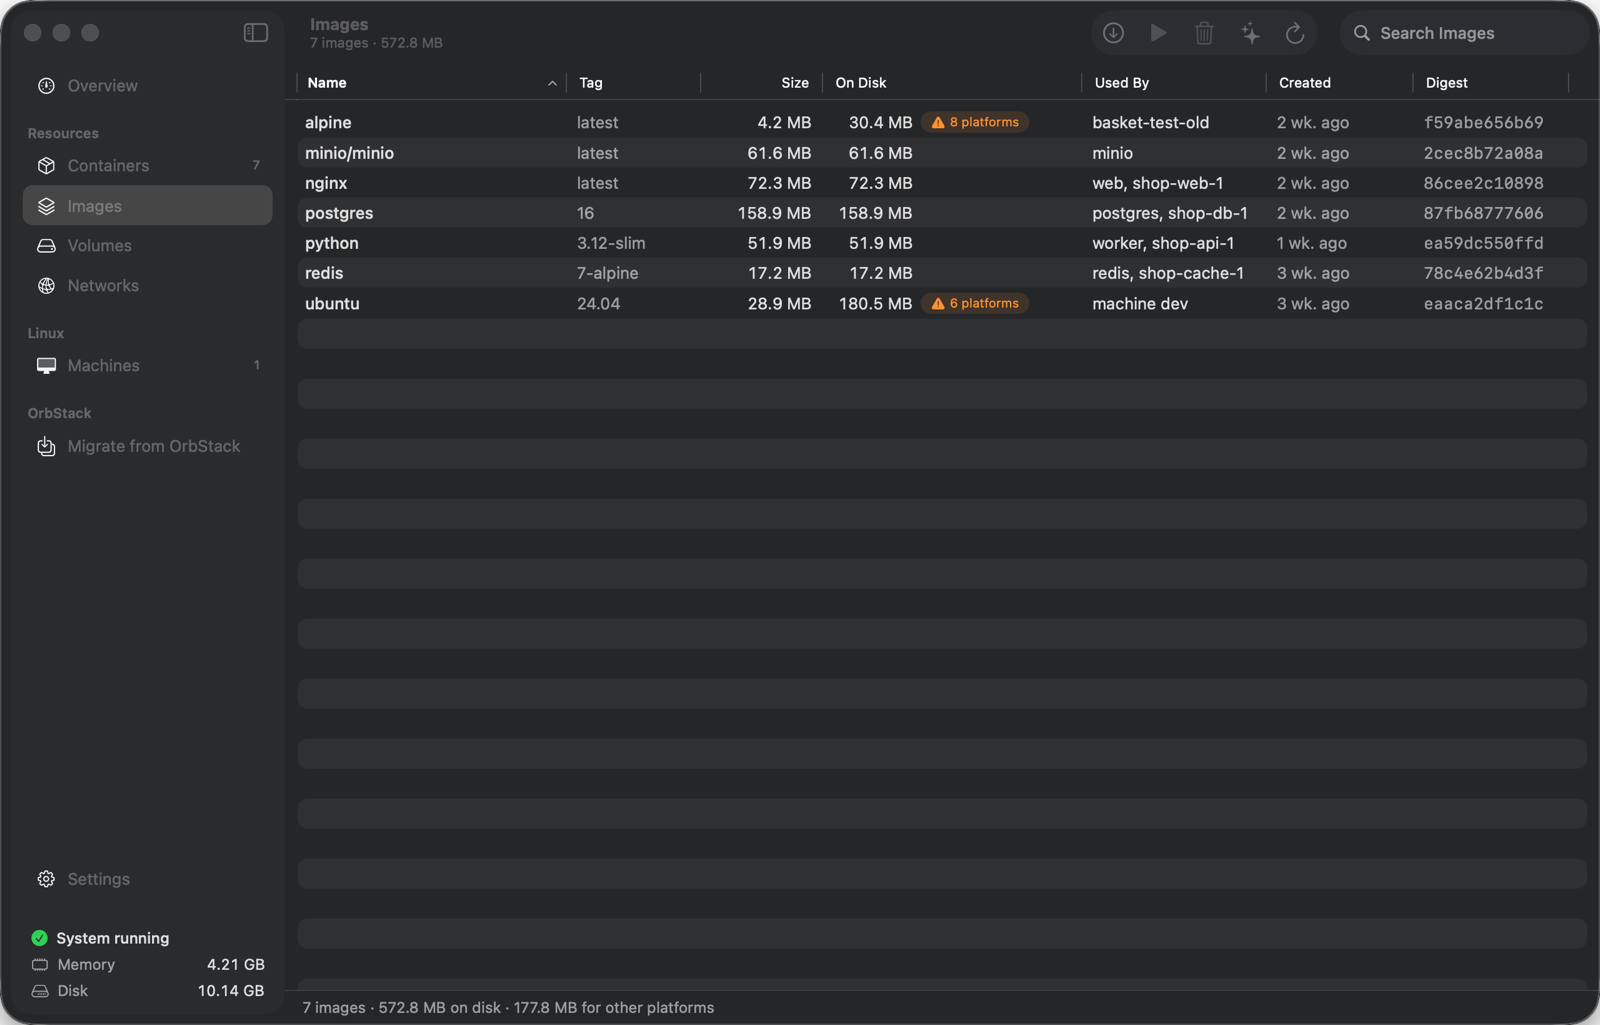 Images
7 images · 572.8 MB
Search Images
Overview
Resources
Containers 7
Images
Volumes
Networks
Linux
Machines 1
OrbStack
Migrate from OrbStack
Settings
System running
Memory 4.21 GB
Disk 10.14 GB
Name Tag Size On Disk Used By Created Digest
alpine latest 4.2 MB 30.4 MB 8 platforms basket-test-old 2 wk. ago f59abe656b69
minio/minio latest 61.6 MB 61.6 MB minio 2 wk. ago 2cec8b72a08a
nginx latest 72.3 MB 72.3 MB web, shop-web-1 2 wk. ago 86cee2c10898
postgres 16 158.9 MB 158.9 MB postgres, shop-db-1 2 wk. ago 87fb68777606
python 3.12-slim 51.9 MB 51.9 MB worker, shop-api-1 1 wk. ago ea59dc550ffd
redis 7-alpine 17.2 MB 17.2 MB redis, shop-cache-1 3 wk. ago 78c4e62b4d3f
ubuntu 24.04 28.9 MB 180.5 MB 6 platforms machine dev 3 wk. ago eaaca2df1c1c
7 images · 572.8 MB on disk · 177.8 MB for other platforms